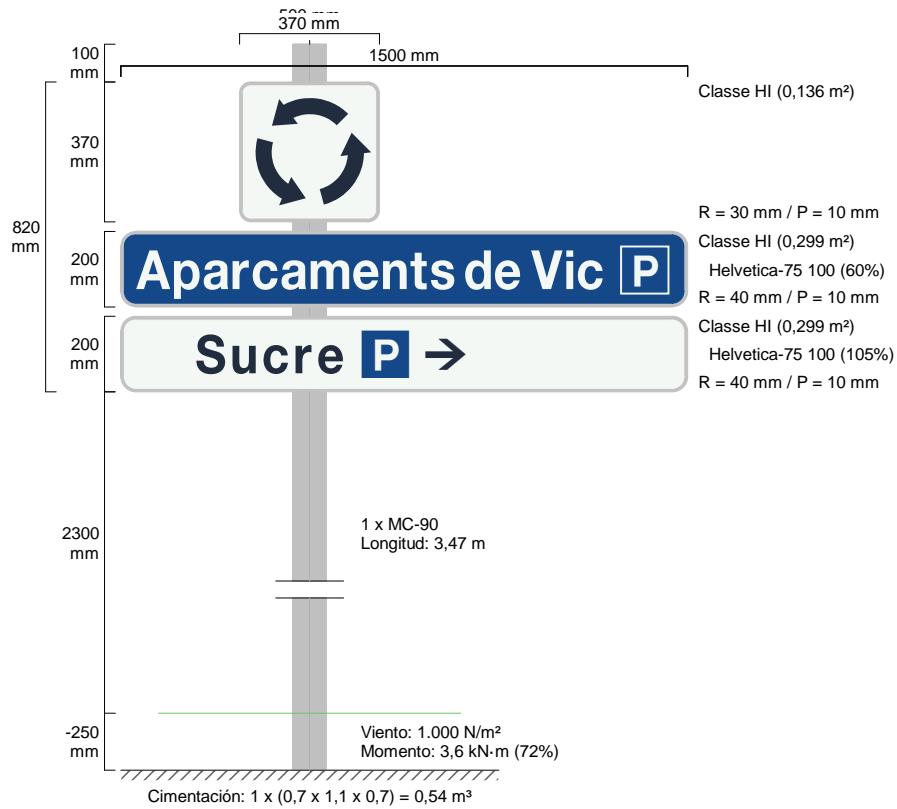 370 mm
100
mm
1500 mm
Classe HI (0,136 m²)
370
mm
820
mm
R = 30 mm / P = 10 mm
200
mm
Aparcaments de Vic P
Classe HI (0,299 m²)
Helvetica-75 100 (60%)
R = 40 mm / P = 10 mm
200
mm
Sucre P →
Classe HI (0,299 m²)
Helvetica-75 100 (105%)
R = 40 mm / P = 10 mm
2300
mm
1 x MC-90
Longitud: 3,47 m
-250
mm
Viento: 1.000 N/m²
Momento: 3,6 kN·m (72%)
Cimentación: 1 x (0,7 x 1,1 x 0,7) = 0,54 m³